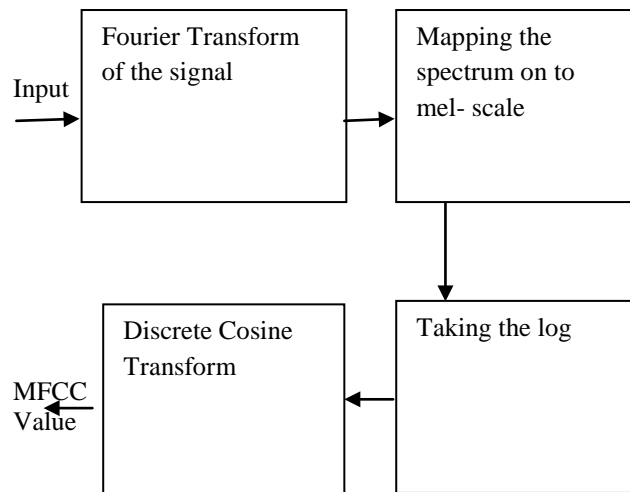 Input
Fourier Transform
of the signal
Mapping the
spectrum on to
mel- scale
Taking the log
Discrete Cosine
Transform
MFCC
Value